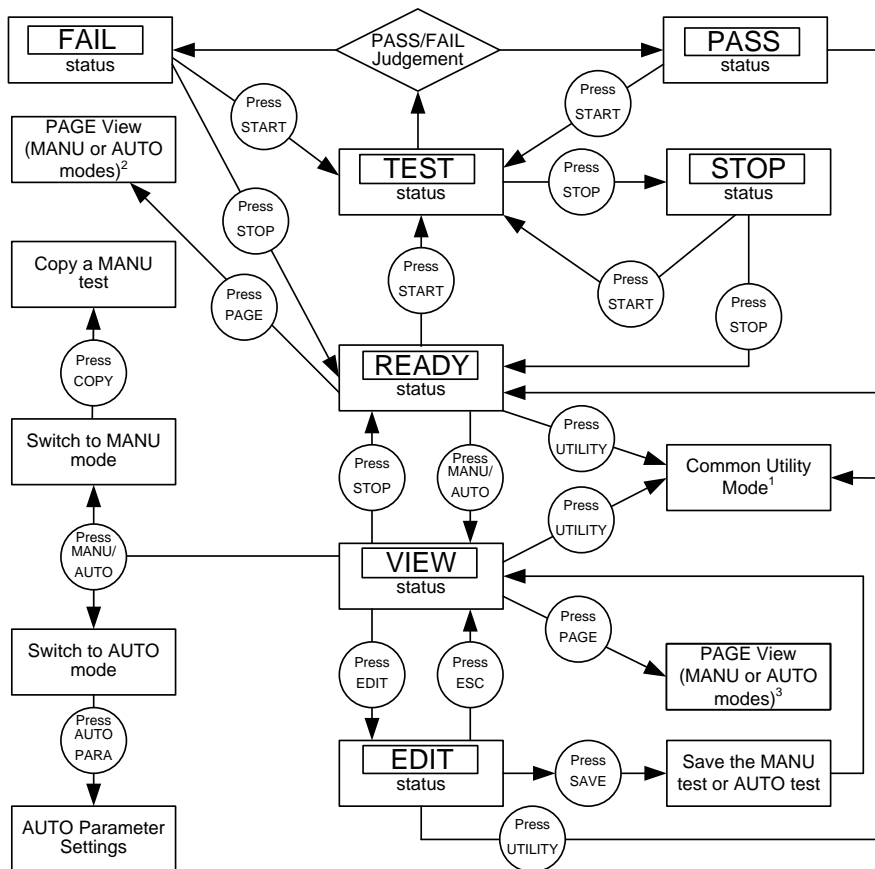 FAIL
status
PASS/FAIL
Judgement
PASS
status
Press
START
Press
START
PAGE View
(MANU or AUTO
modes)2
TEST
status
Press
STOP
STOP
status
Press
STOP
Copy a MANU
test
Press
PAGE
Press
START
Press
START
Press
STOP
Press
COPY
READY
status
Switch to MANU
mode
Press
STOP
Press
MANU/
AUTO
Press
UTILITY
Common Utility
Mode1
Press
UTILITY
Press
MANU/
AUTO
VIEW
status
Switch to AUTO
mode
Press
EDIT
Press
ESC
Press
PAGE
PAGE View
(MANU or AUTO
modes)3
Press
AUTO
PARA
EDIT
status
Press
SAVE
Save the MANU
test or AUTO test
AUTO Parameter
Settings
Press
UTILITY